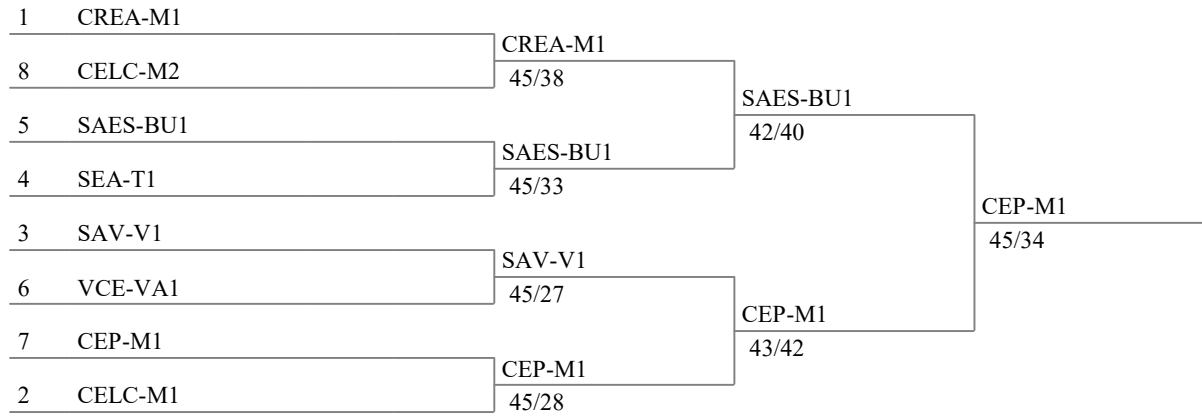 1 CREA-M1
8 CELC-M2
5 SAES-BU1
4 SEA-T1
3 SAV-V1
6 VCE-VA1
7 CEP-M1
2 CELC-M1
CREA-M1
45/38
SAES-BU1
45/33
SAV-V1
45/27
CEP-M1
45/28
SAES-BU1
42/40
CEP-M1
43/42
CEP-M1
45/34